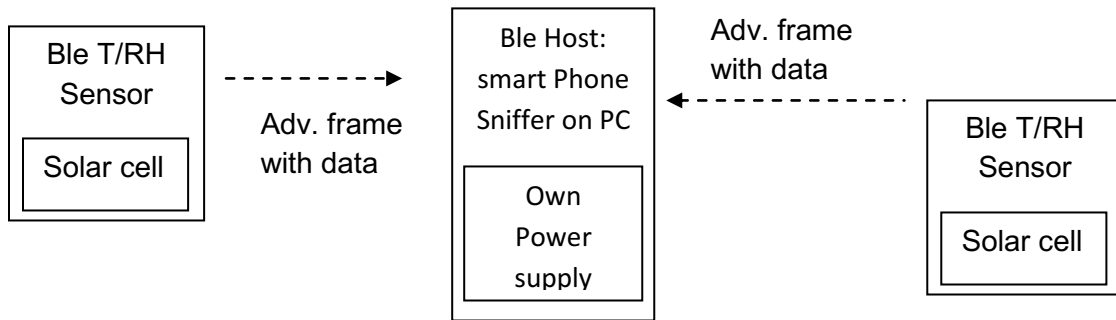 Ble T/RH
Sensor
Solar cell
Adv. frame
with data
Ble Host:
smart Phone
Sniffer on PC
Own
Power
supply
Adv. frame
with data
Ble T/RH
Sensor
Solar cell